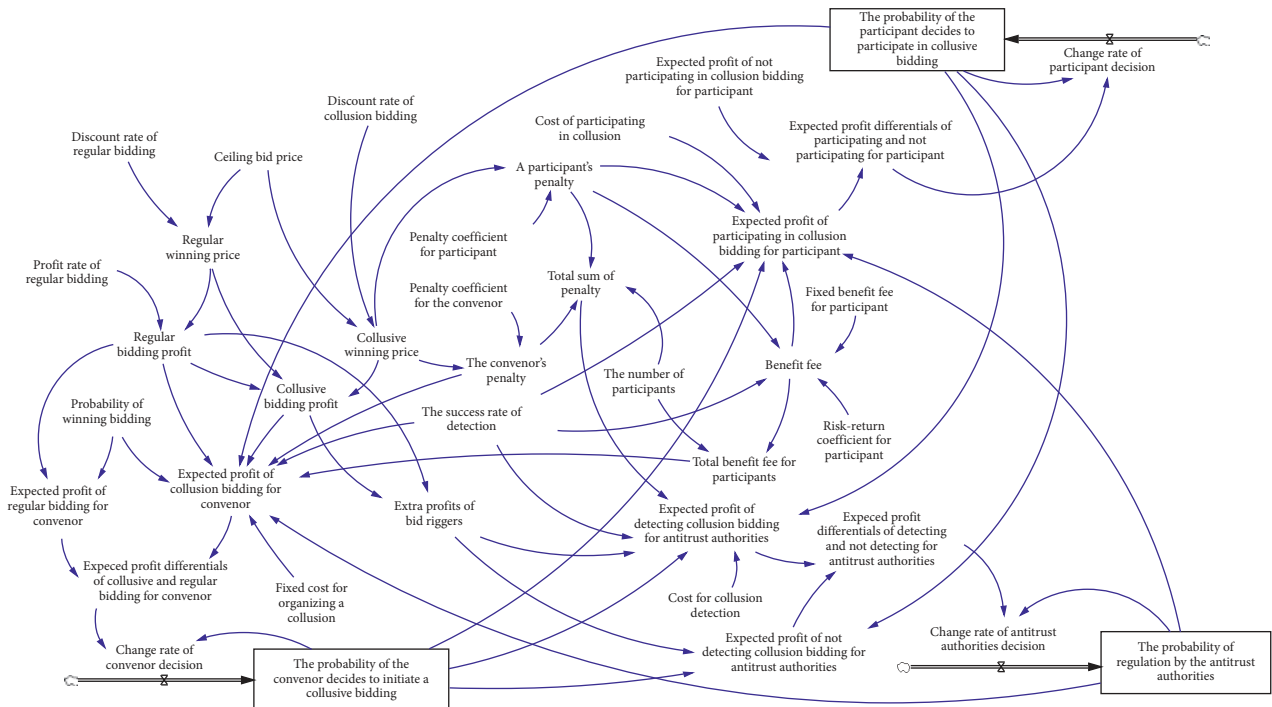 The probability of the
participant decides to
participate in collusive
bidding
Change rate of
participant decision
Expected profit of not
participating in collusion bidding
for participant
Discount rate of
collusion bidding
Cost of participating
in collusion
Expected profit differentials of
participating and not
participating for participant
Discount rate of
regular bidding
Ceiling bid price
A participant's
penalty
Expected profit of
participating in collusion
bidding for participant
Regular
winning price
Penalty coefficient
for participant
Profit rate of
regular bidding
Total sum of
penalty
Penalty coefficient
for the convenor
Fixed benefit fee
for participant
Regular
bidding profit
Collusive
winning price
The convenor's
penalty
The number of
participants
Benefit fee
Collusive
bidding profit
Probability of
winning bidding
The success rate of
detection
Risk-return
coefficient for
participant
Expected profit of
regular bidding for
convenor
Expected profit of
collusion bidding for
convenor
Total benefit fee for
participants
Extra profits of
bid riggers
Expected profit of
detecting collusion bidding
for antitrust authorities
Expeced profit
differentials of detecting
and not detecting for
antitrust authorities
Expeced profit differentials
of collusive and regular
bidding for convenor
Fixed cost for
organizing a
collusion
Cost for collusion
detection
Change rate of
convenor decision
The probability of the
convenor decides to initiate a
collusive bidding
Expected profit of not
detecting collusion bidding for
antitrust authorities
Change rate of antitrust
authorities decision
The probability of
regulation by the antitrust
authorities